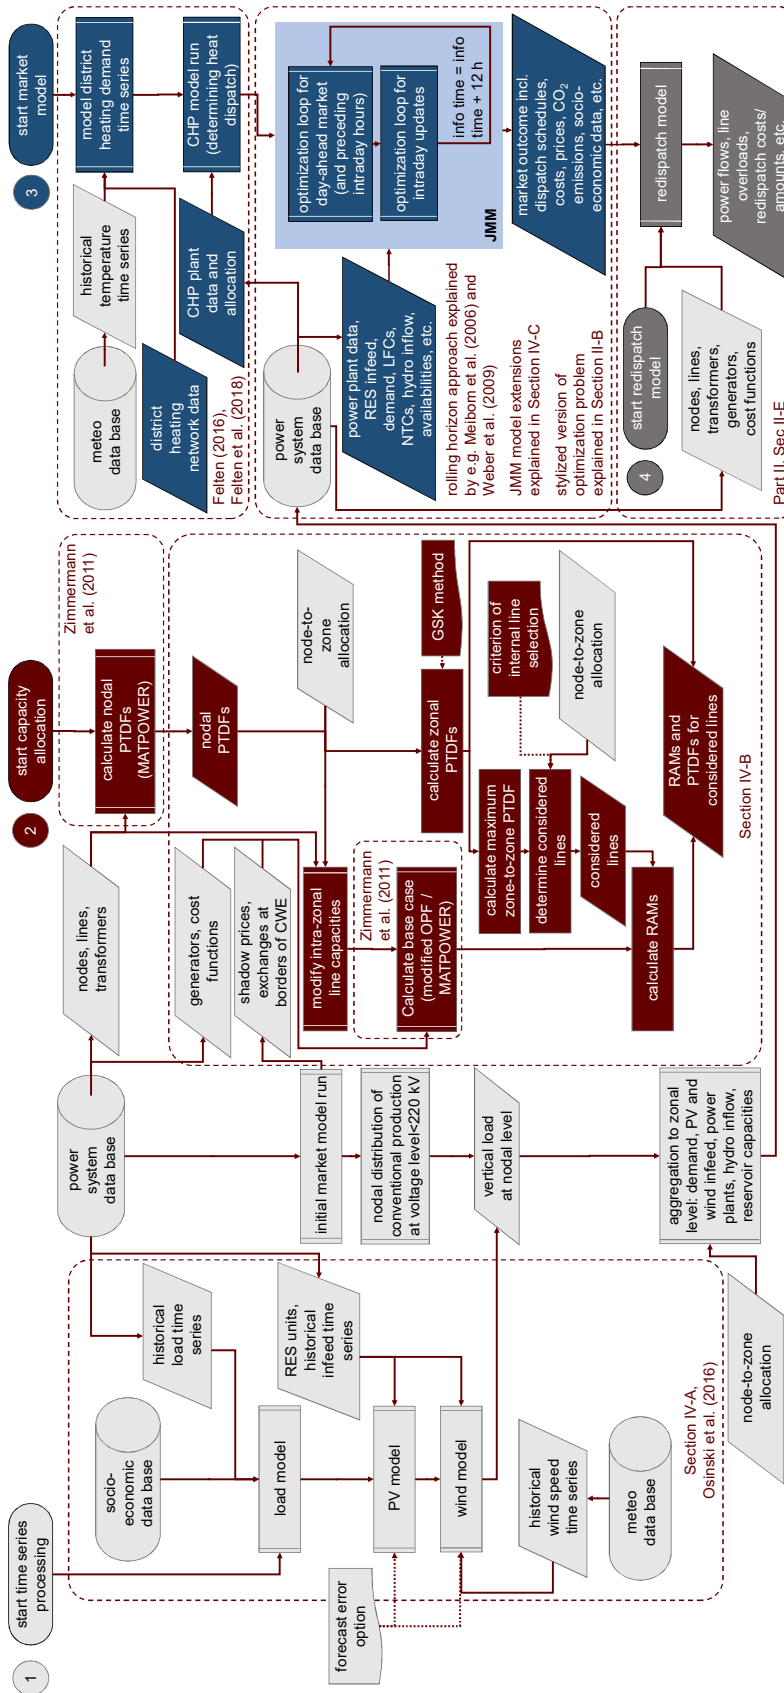 1
start time series
processing
socio-
economic
data base
historical
load time
series
load model
RES units,
historical
infeed time
series
PV model
wind model
forecast error
option
historical
wind speed
time series
meteo
data base
Section IV-A,
Osinski et al. (2016)
node-to-zone
allocation
power
system
data base
initial market model run
nodal distribution of
conventional production
at voltage level<220 kV
vertical load
at nodal level
aggregation to zonal
level: demand, PV and
wind infeed, power
plants, hydro inflow,
reservoir capacities
2
start capacity
allocation
nodes, lines,
transformers
calculate nodal
PTDFs
(MATPOWER)
Zimmermann
et al. (2011)
generators, cost
functions
nodal
PTDFs
shadow prices,
exchanges at
borders of CWE
node-to-
zone
allocation
modify intra-zonal
line capacities
Zimmermann
et al. (2011)
Calculate base case
(modified OPF /
MATPOWER)
calculate zonal
PTDFs
GSK method
calculate maximum
zone-to-zone PTDF
criterion of
internal line
selection
determine considered
lines
node-to-zone
allocation
considered
lines
calculate RAMs
RAMs and
PTDFs for
considered lines
Section IV-B
3
start market
model
meteo
data base
historical
temperature
time series
model district
heating demand
time series
district
heating
network data
CHP plant
data and
allocation
CHP model run
(determining heat
dispatch)
Felten (2016),
Felten et al. (2018)
power
system
data base
power plant data,
RES infeed,
demand, LFCs,
NTCs, hydro inflow,
availabilities, etc.
optimization loop for
day-ahead market
(and preceding
intraday hours)
optimization loop for
intraday updates
info time = info
time + 12 h
JMM
rolling horizon approach explained
by e.g. Meibom et al. (2006) and
Weber et al. (2009)
JMM model extensions
explained in Section IV-C
stylized version of
optimization problem
explained in Section II-B
market outcome incl.
dispatch schedules,
costs, prices, CO2
emissions, socio-
economic data, etc.
4
start redispatch
model
redispatch model
nodes, lines,
transformers,
generators,
cost functions
power flows, line
overloads,
redispatch costs/
amounts, etc.
Part II, Sec II-E